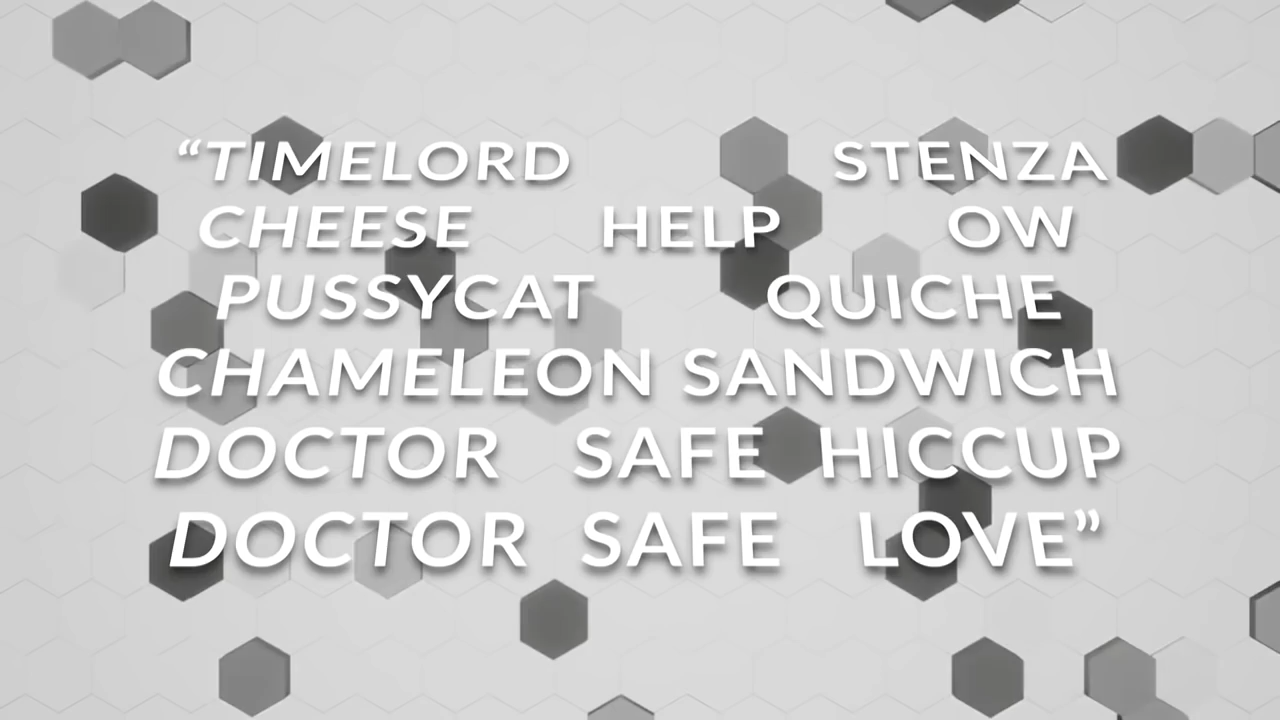 “TIMELORD STENZA
CHEESE HELP OW
PUSSYCAT QUICHE
CHAMELEON SANDWICH
DOCTOR SAFE HICCUP
DOCTOR SAFE LOVE”